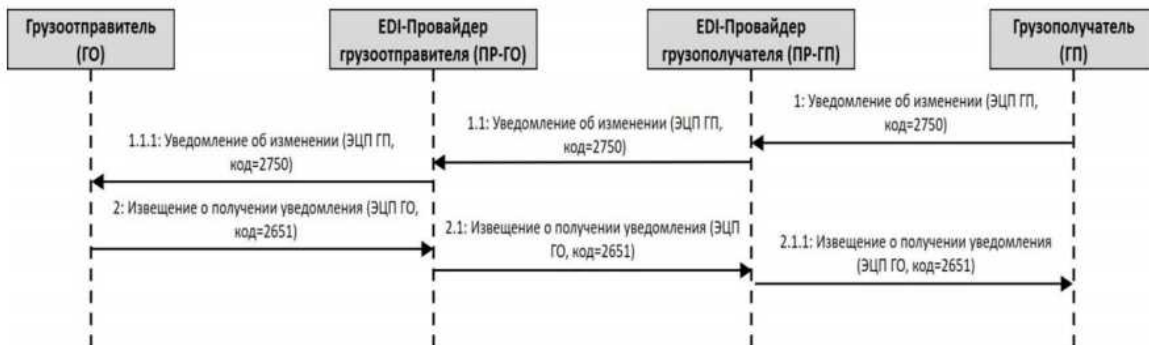 Грузоотправитель
(ГО)
EDI-Провайдер
грузоотправителя (ПР-ГО)
EDI-Провайдер
грузополучателя (ПР-ГП)
Грузополучатель
(ГП)
1: Уведомление об изменении (ЭЦП ГП,
код=2750)
1.1: Уведомление об изменении (ЭЦП ГП,
код=2750)
1.1.1: Уведомление об изменении (ЭЦП ГП,
код=2750)
2: Извещение о получении уведомления (ЭЦП ГО,
код=2651)
2.1: Извещение о получении уведомления (ЭЦП
ГО, код=2651)
2.1.1: Извещение о получении уведомления
(ЭЦП ГО, код=2651)